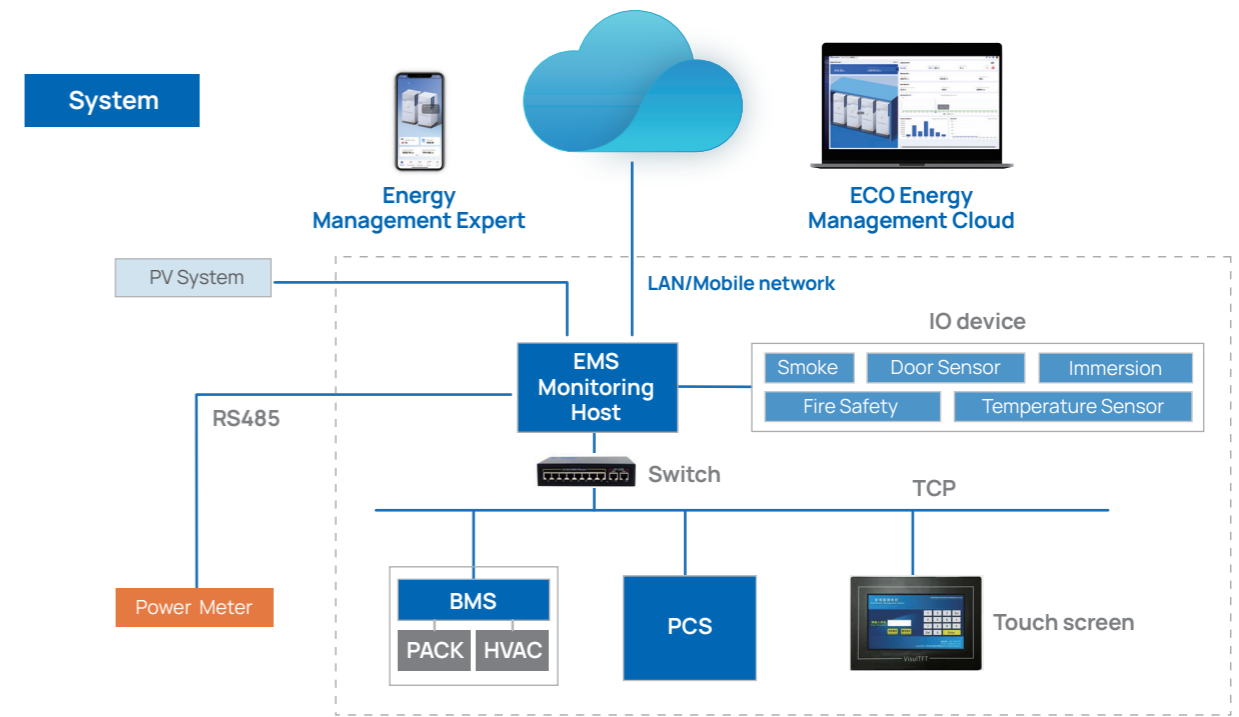 System
Energy
Management Expert
ECO Energy
Management Cloud
PV System
LAN/Mobile network
IO device
EMS
Monitoring
Host
Smoke
Door Sensor
Immersion
Fire Safety
Temperature Sensor
RS485
Switch
TCP
BMS
PACK
HVAC
PCS
Touch screen
VisulTFT
Power Meter